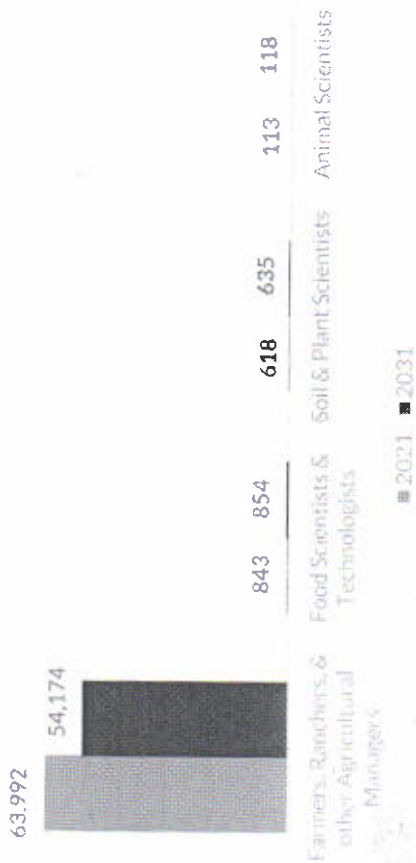 63,992
54,174
843
854
618
635
113
118
Farmers, Ranchers, &
other Agricultural
Managers
Food Scientists &
Technologists
Soil & Plant Scientists
Animal Scientists
2021
2031